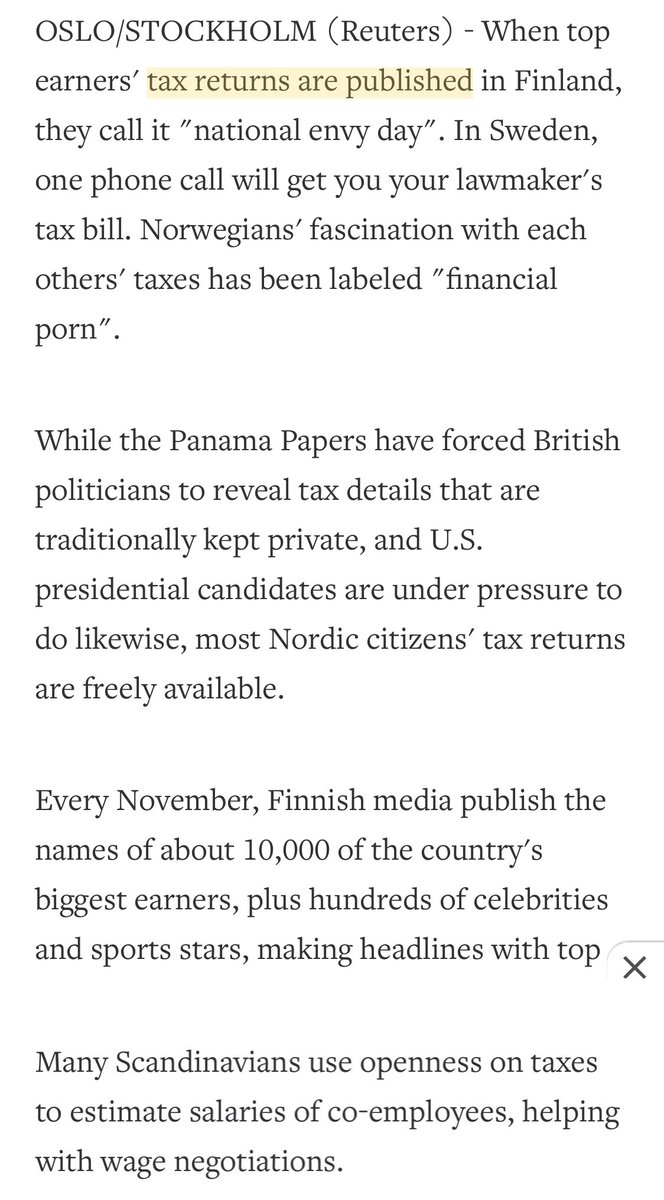 OSLO/STOCKHOLM (Reuters) - When top
earners' tax returns are published in Finland,
they call it "national envy day". In Sweden,
one phone call will get you your lawmaker's
tax bill. Norwegians' fascination with each
others' taxes has been labeled "financial
porn".
While the Panama Papers have forced British
politicians to reveal tax details that are
traditionally kept private, and U.S.
presidential candidates are under pressure to
do likewise, most Nordic citizens' tax returns
are freely available.
Every November, Finnish media publish the
names of about 10,000 of the country's
biggest earners, plus hundreds of celebrities
and sports stars, making headlines with top
Many Scandinavians use openness on taxes
to estimate salaries of co-employees, helping
with wage negotiations.